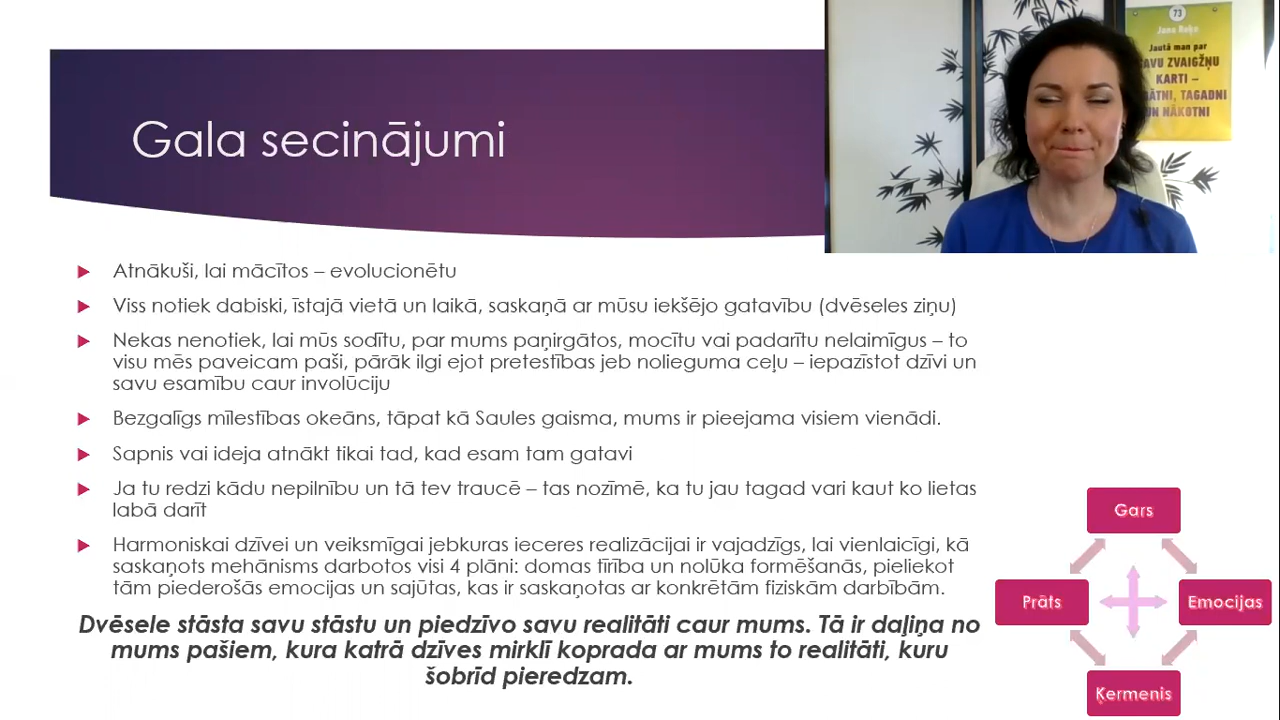 Gala secinājumi
73
Jautā man par
SAVU ZVAIGŽŅU
KARTI –
TAGADNI
UN NĀKOTNI
Atnākuši, lai mācītos – evolucionētu
Viss notiek dabiski, īstajā vietā un laikā, saskaņā ar mūsu iekšējo gatavību (dvēseles ziņu)
Nekas nenotiek, lai mūs sodītu, par mums paņirgātos, mocītu vai padarītu nelaimīgus – to
visu mēs paveicam paši, pārāk ilgi ejot pretestības jeb nolieguma ceļu – iepazīstot dzīvi un
savu esamību caur involūciju
Bezgalīgs mīlestības okeāns, tāpat kā Saules gaisma, mums ir pieejama visiem vienādi.
Sapnis vai ideja atnākt tikai tad, kad esam tam gatavi
Ja tu redzi kādu nepilnību un tā tev traucē – tas nozīmē, ka tu jau tagad vari kaut ko lietas
labā darīt
Harmoniskai dzīvei un veiksmīgai jebkuras ieceres realizācijai ir vajadzīgs, lai vienlaicīgi, kā
saskaņots mehānisms darbotos visi 4 plāni: domas tīrība un nolūka formēšanās, pieliekot
tām piederošās emocijas un sajūtas, kas ir saskaņotas ar konkrētām fiziskām darbībām.
Dvēsele stāsta savu stāstu un piedzīvo savu realitāti caur mums. Tā ir daļiņa no
mums pašiem, kura katrā dzīves mirklī koprada ar mums to realitāti, kuru
šobrīd pieredzam.
Gars
Prāts
Emocijas
Ķermenis